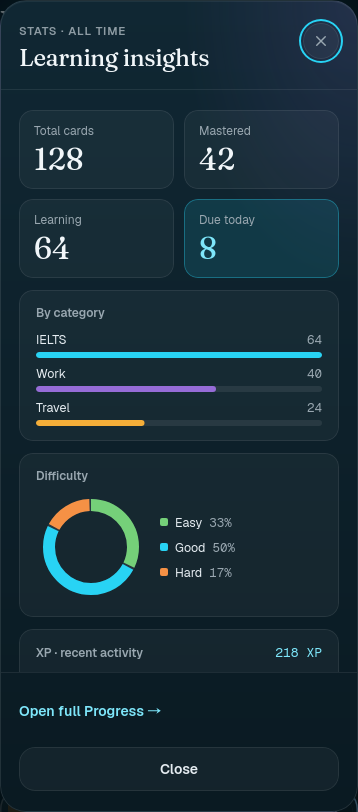 STATS · ALL TIME
Learning insights
Total cards
128
Mastered
42
Learning
64
Due today
8
By category
IELTS 64
Work 40
Travel 24
Difficulty
Easy 33%
Good 50%
Hard 17%
XP · recent activity 218 XP
Open full Progress →
Close